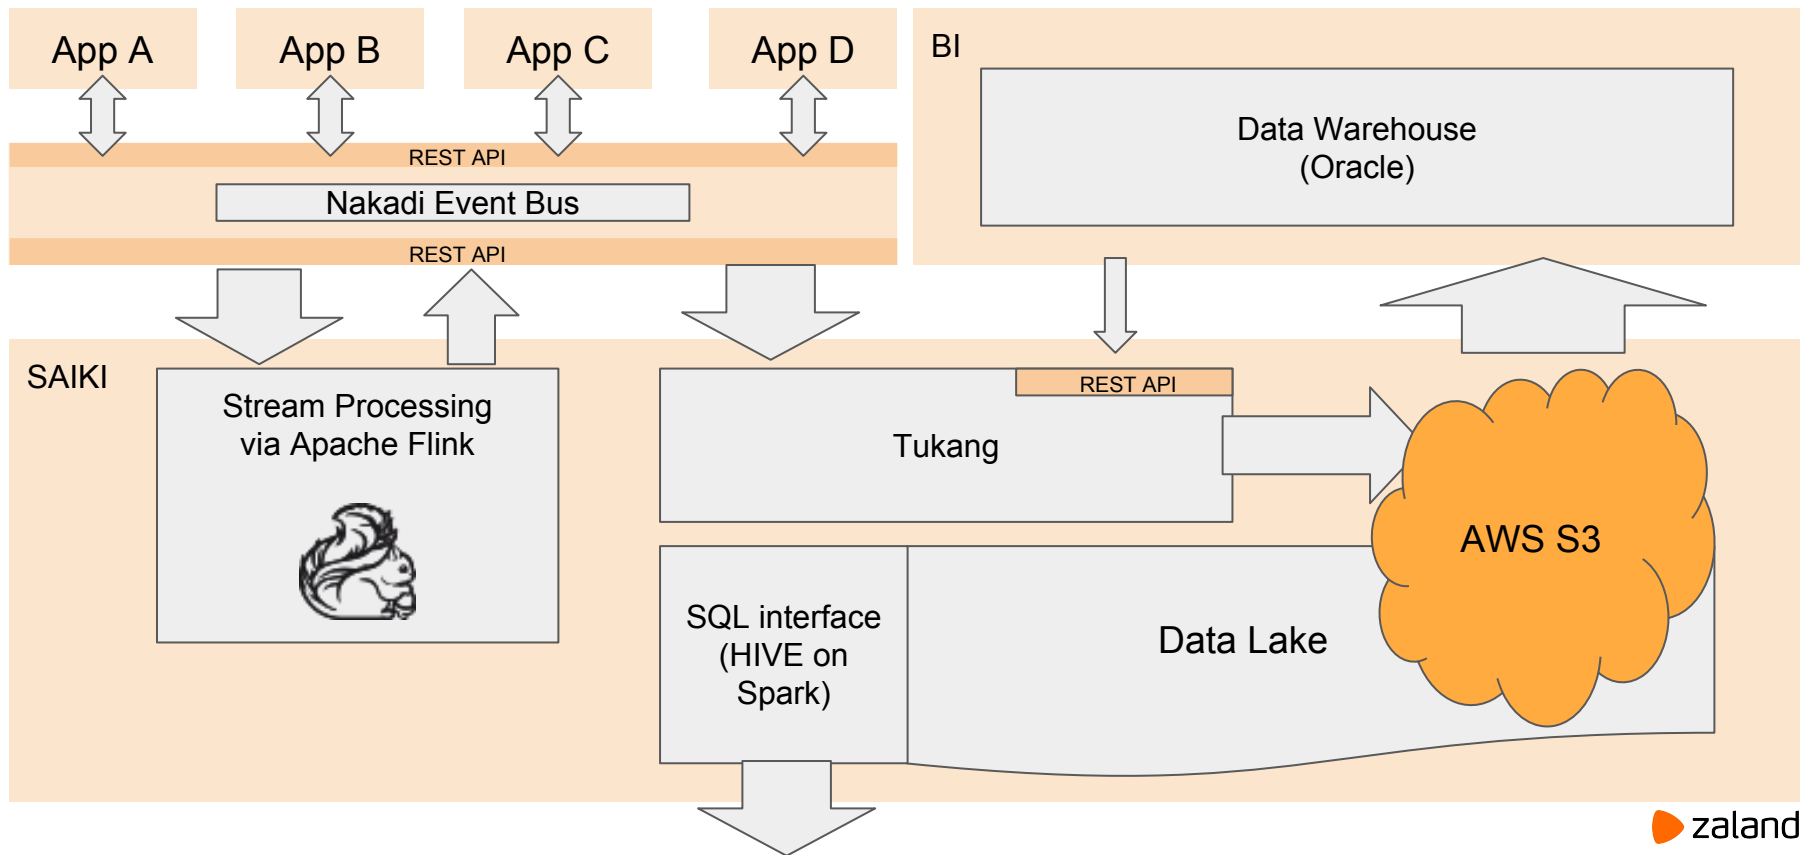 App A
App B
App C
App D
BI
Data Warehouse
(Oracle)
REST API
Nakadi Event Bus
REST API
SAIKI
Stream Processing
via Apache Flink
REST API
Tukang
AWS S3
SQL interface
(HIVE on
Spark)
Data Lake
zaland